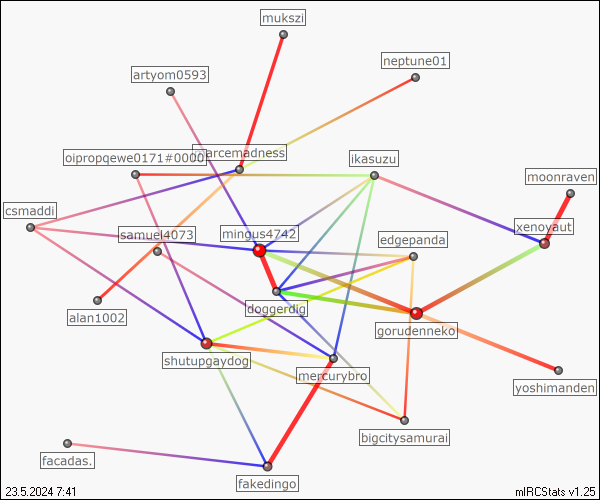 mukszi
neptune01
artyom0593
oipropqewe0171#0000
arcemadness
ikasuzu
moonraven
csmaddi
samuel4073
mingus4742
xenoyaut
edgepanda
doggerdig
alan1002
gorudenneko
shutupgaydog
mercurybro
yoshimanden
bigcitysamurai
facadas.
fakedingo
23.5.2024 7:41
mIRCStats v1.25